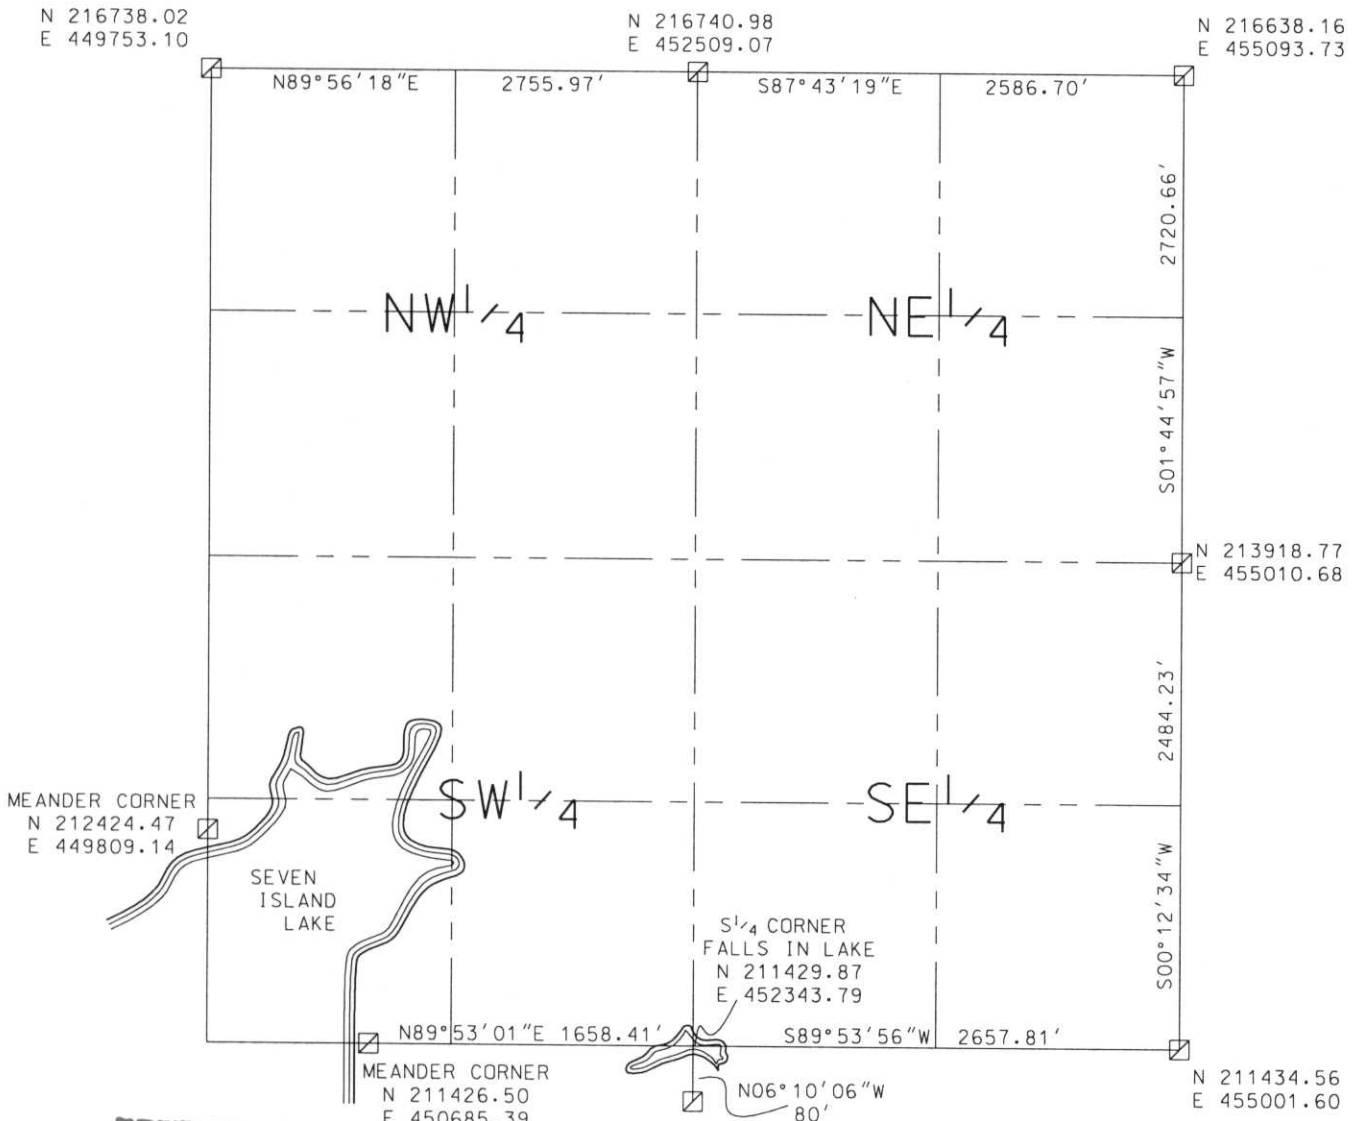 N 216738.02
E 449753.10
N 216740.98
E 452509.07
N 216638.16
E 455093.73
N89°56'18"E 2755.97'
S87°43'19"E 2586.70'
2720.66'
NW1/4
NE1/4
S01°44'57"W
N 213918.77
E 455010.68
2484.23'
MEANDER CORNER
N 212424.47
E 449809.14
SW1/4
SE1/4
SEVEN
ISLAND
LAKE
S1/4 CORNER
FALLS IN LAKE
N 211429.87
E 452343.79
S00°12'34"W
N89°53'01"E 1658.41'
S89°53'56"W 2657.81'
MEANDER CORNER
N 211426.50
E 450685.39
N06°10'06"W
80'
N 211434.56
E 455001.60